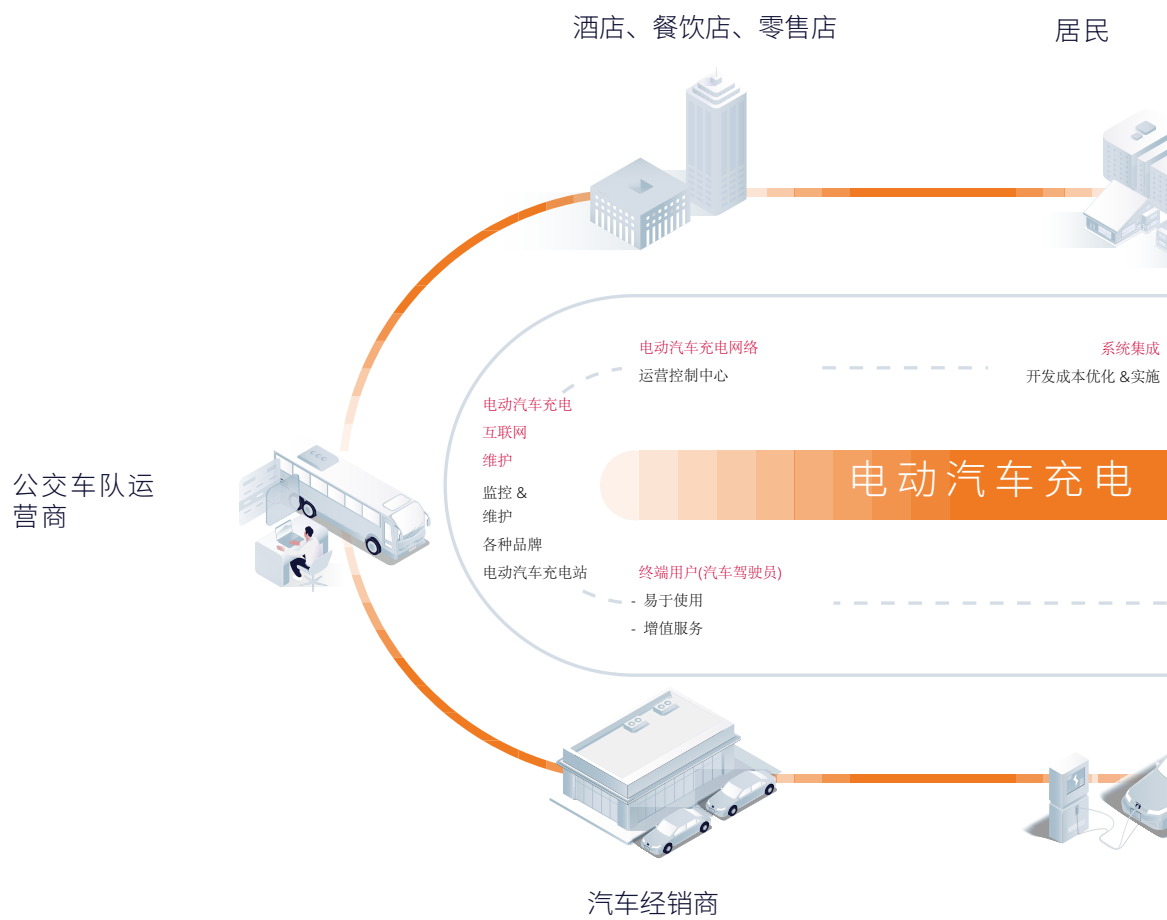 酒店、餐饮店、零售店
居民
电动汽车充电网络
运营控制中心
系统集成
开发成本优化 &实施
电动汽车充电
互联网
维护
监控 &
维护
各种品牌
电动汽车充电站
电动汽车充电
公交车队运
营商
终端用户(汽车驾驶员)
- 易于使用
- 增值服务
汽车经销商